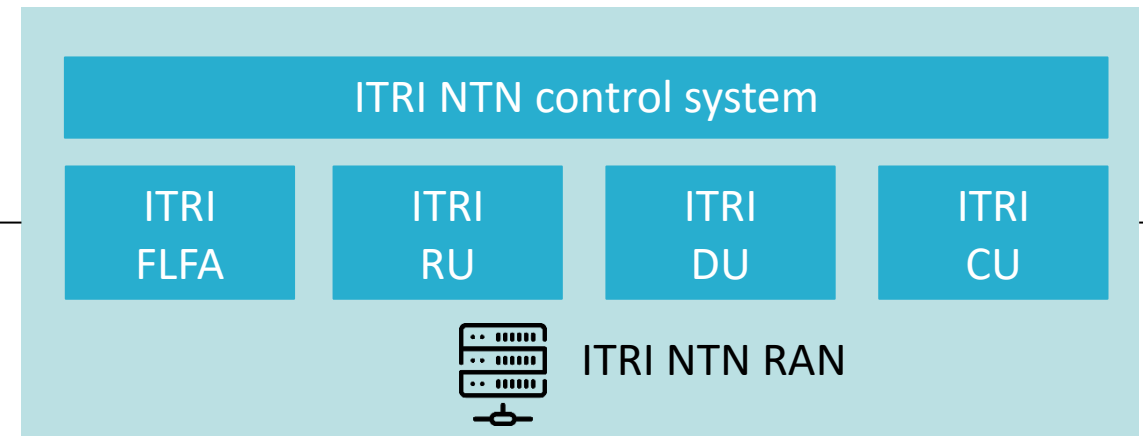 ITRI NTN control system
ITRI
FLFA
ITRI
RU
ITRI
DU
ITRI
CU
ITRI NTN RAN